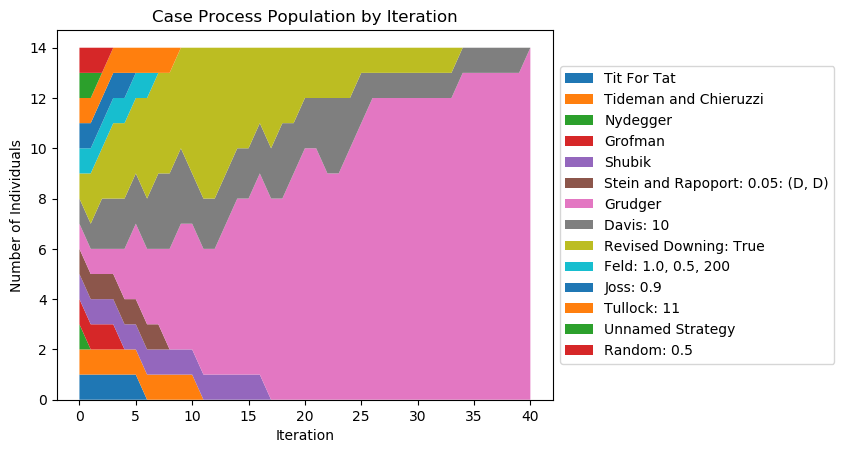 Case Process Population by Iteration
Number of Individuals
14
12
10
8
6
4
2
0
0 5 10 15 20 25 30 35 40
Iteration
Tit For Tat
Tideman and Chieruzzi
Nydegger
Grofman
Shubik
Stein and Rapoport: 0.05: (D, D)
Grudger
Davis: 10
Revised Downing: True
Feld: 1.0, 0.5, 200
Joss: 0.9
Tullock: 11
Unnamed Strategy
Random: 0.5